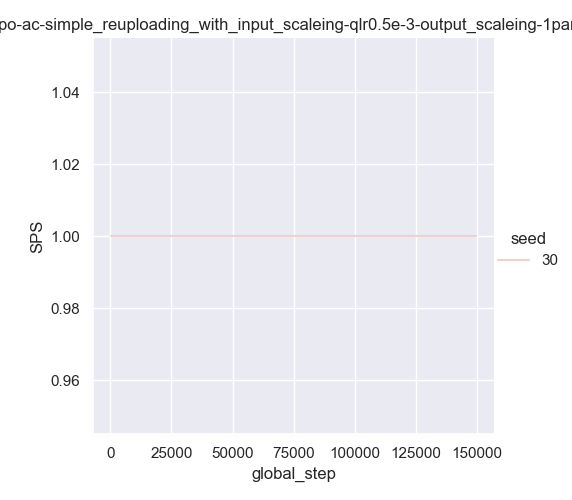 po-ac-simple_reuploading_with_input_scaleing-qlr0.5e-3-output_scaleing-1par
1.04
1.02
1.00
0.98
0.96
SPS
seed
30
0 25000 50000 75000 100000 125000 150000
global_step